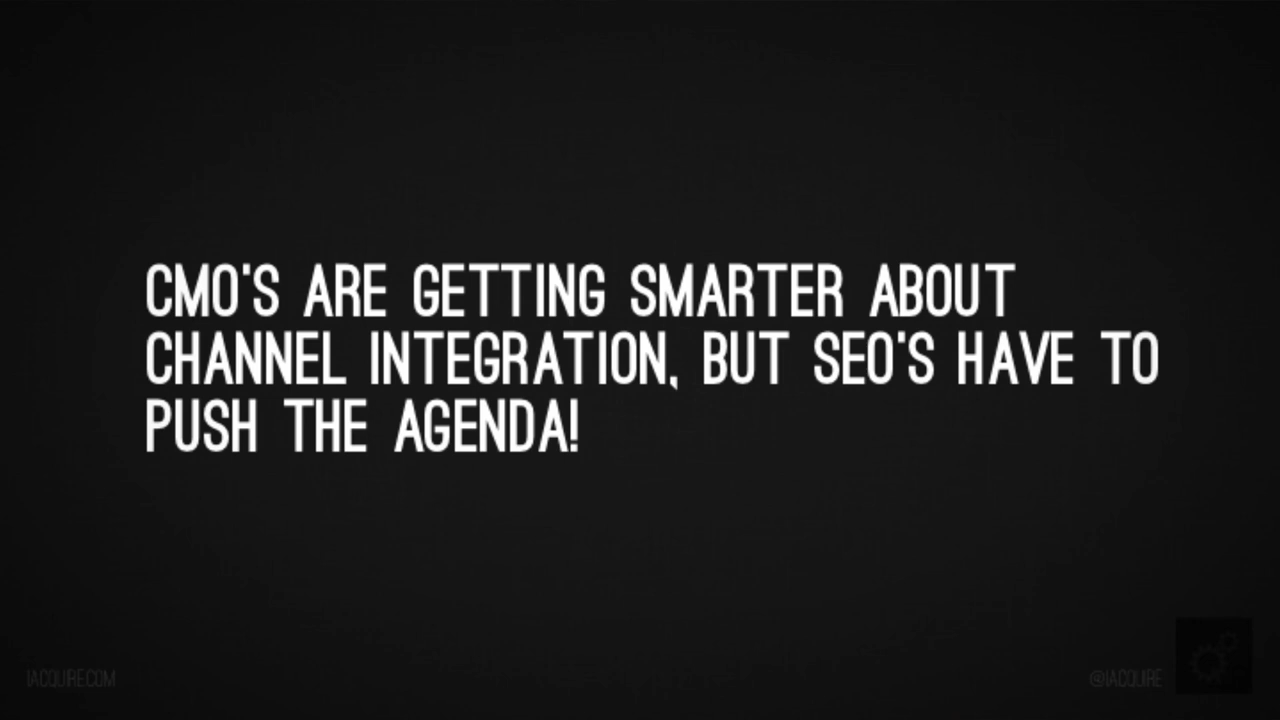 CMO'S ARE GETTING SMARTER ABOUT
CHANNEL INTEGRATION, BUT SEO'S HAVE TO
PUSH THE AGENDA!
IACQUIRE.COM
@IACQUIRE